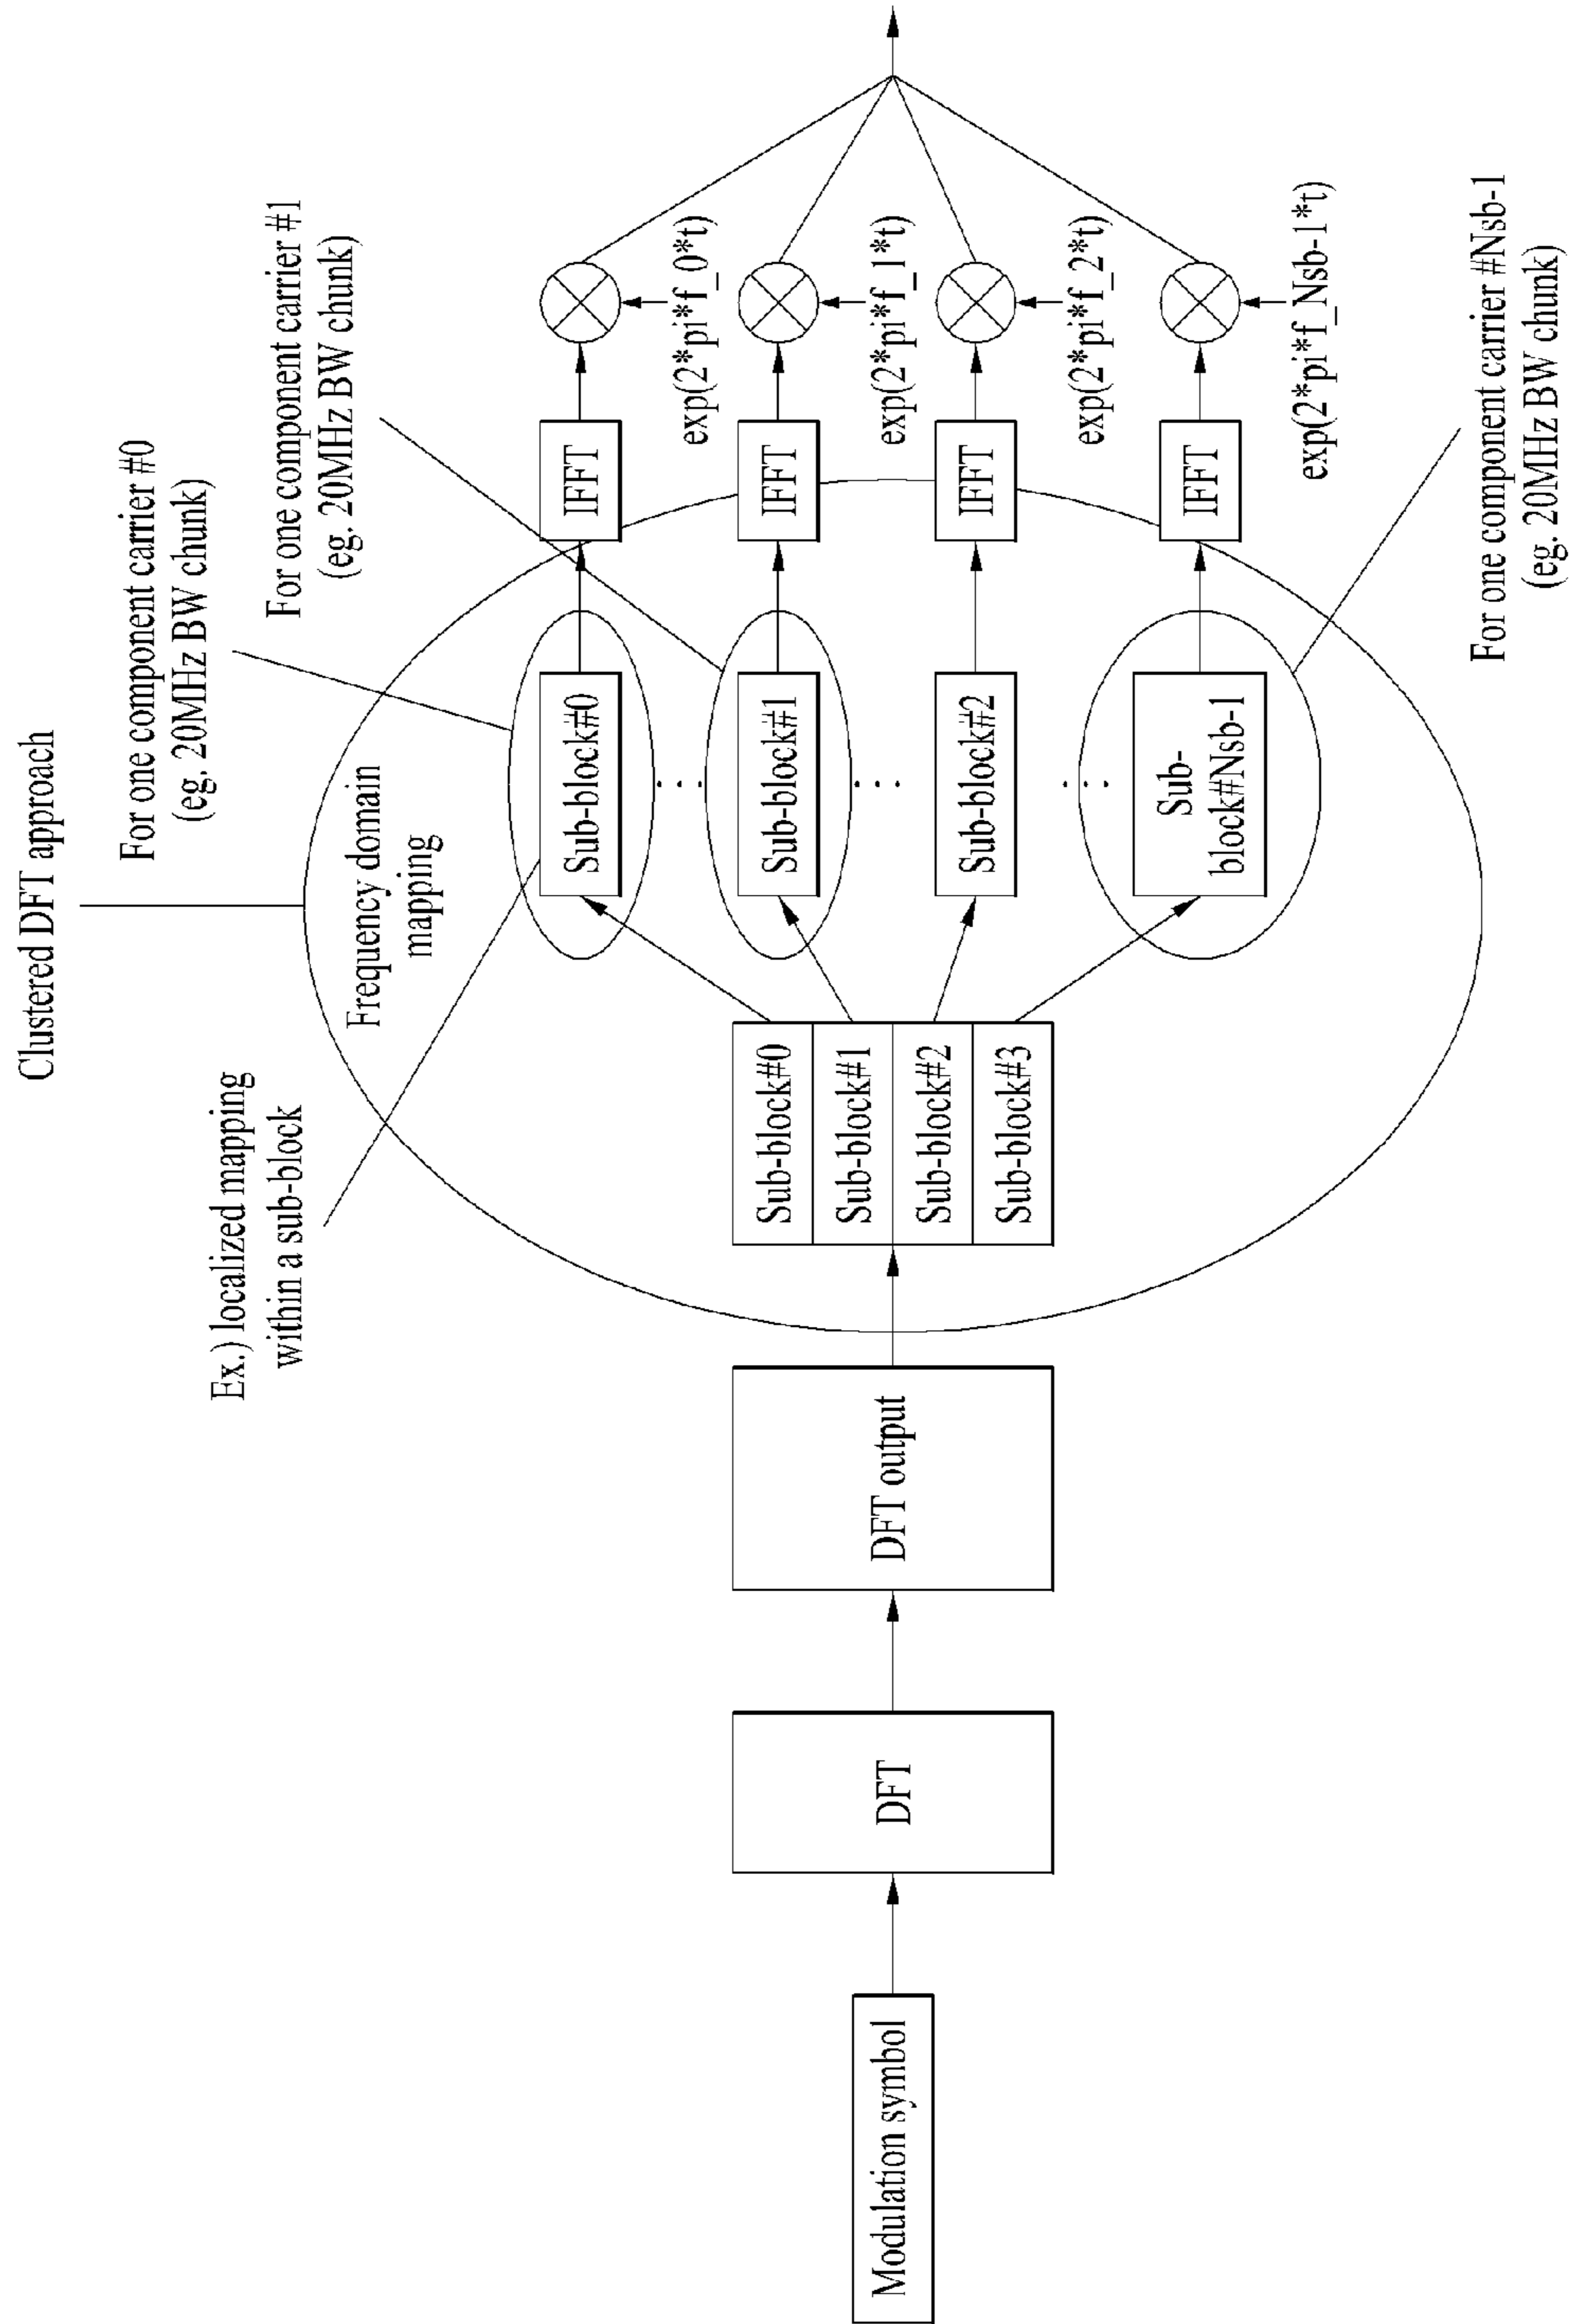 Clustered DFT approach
For one component carrier #0
(eg. 20MHz BW chunk)
For one component carrier #1
(eg. 20MHz BW chunk)
Ex.) localized mapping
within a sub-block
Frequency domain
mapping
Modulation symbol
DFT
DFT output
Sub-block#0
Sub-block#1
Sub-block#2
Sub-block#3
Sub-block#0
IFFT
exp(2*pi*f_0*t)
...
Sub-block#1
IFFT
exp(2*pi*f_1*t)
...
Sub-block#2
IFFT
exp(2*pi*f_2*t)
...
Sub-
block#Nsb-1
IFFT
exp(2*pi*f_Nsb-1*t)
For one component carrier #Nsb-1
(eg. 20MHz BW chunk)